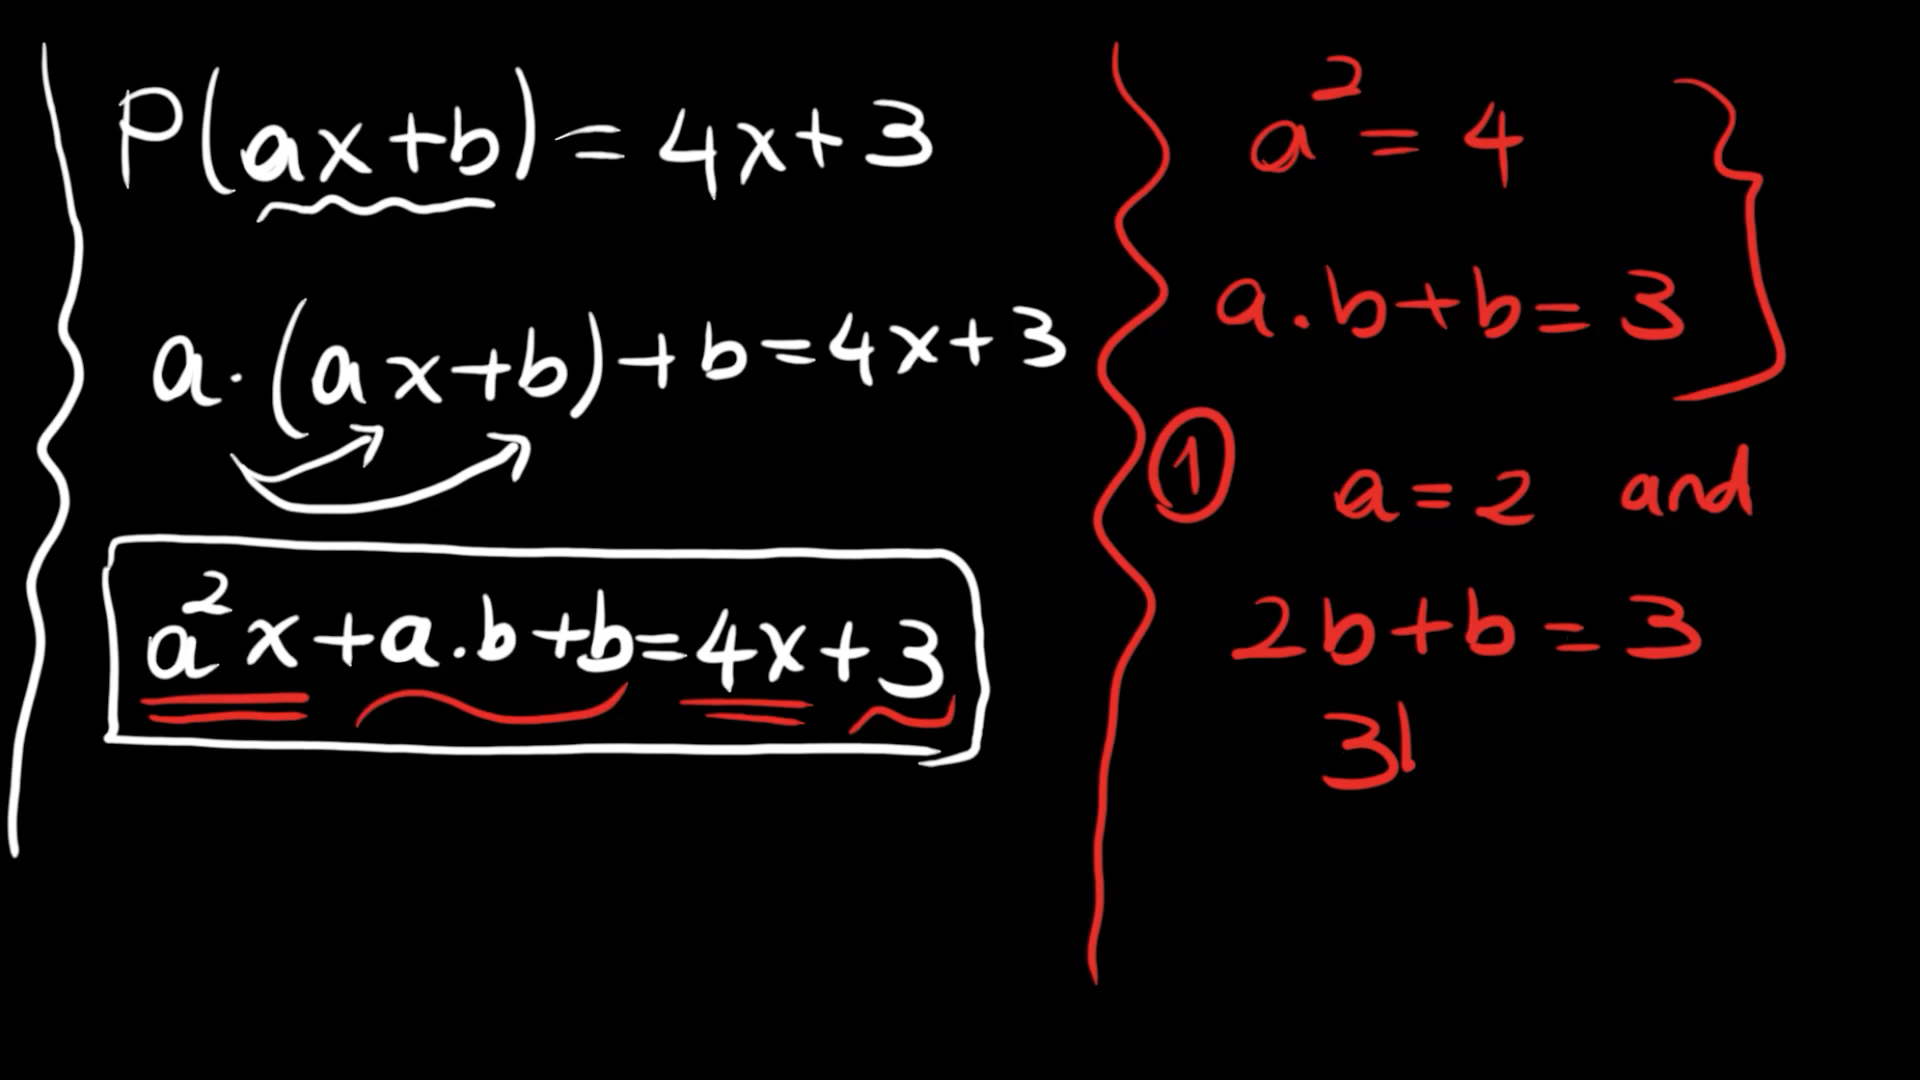 P(ax+b)=4x+3
a.(ax+b)+b=4x+3
a²x+a.b+b=4x+3
a²=4
a.b+b=3
① a=2 and
2b+b=3
3